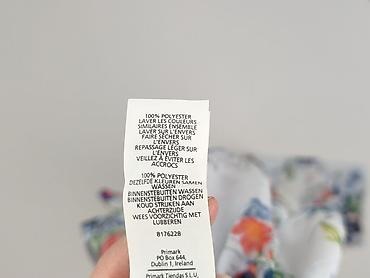 100% POLYESTER
LAVER LES COULEURS
SIMILAIRES ENSEMBLE
LAVER SUR L'ENVERS
FAIRE SÉCHER SUR
L'ENVERS
REPASSAGE LÉGER SUR
L'ENVERS
VEILLEZ À ÉVITER LES
ACCROCS
100% POLYESTER
DEZELFDE KLEUREN SAMEN
WASSEN
BINNENSTEBUITEN WASSEN
BINNENSTEBUITEN DROGEN
KOUD STRIJKEN AAN
ACHTERZIJDE
WEES VOORZICHTIG MET
LUBBEREN
8176228
Primark
PO Box 644,
Dublin 1, Ireland
Primark Tiendas S.L.U,